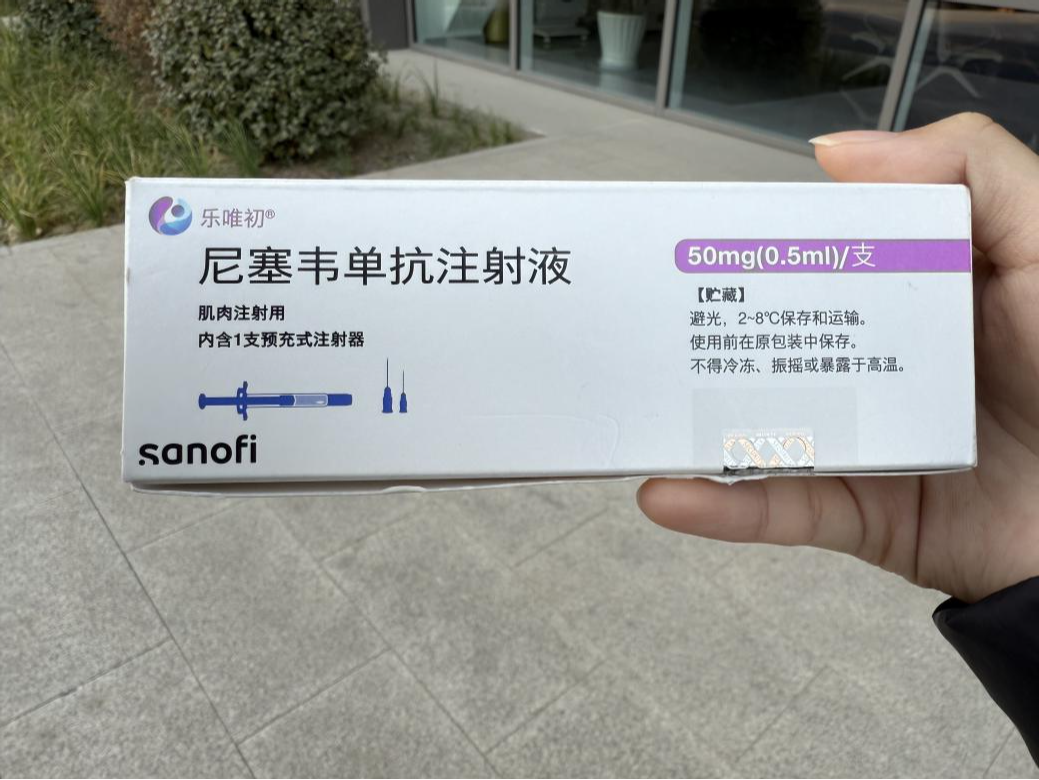 乐唯初®
尼塞韦单抗注射液
肌肉注射用
内含1支预充式注射器
sanofi
50mg(0.5ml)/支
【贮藏】
避光，2~8℃保存和运输。
使用前在原包装中保存。
不得冷冻、振摇或暴露于高温。